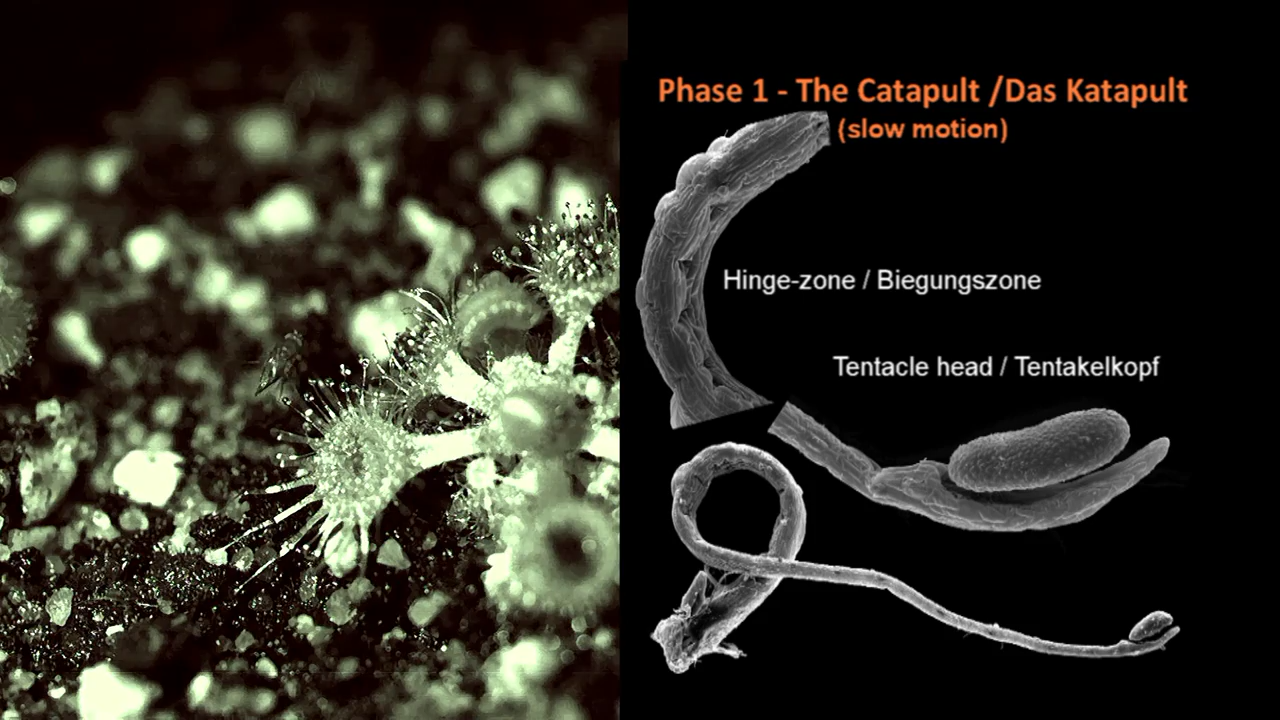 Phase 1 - The Catapult /Das Katapult
(slow motion)
Hinge-zone / Biegungszone
Tentacle head / Tentakelkopf